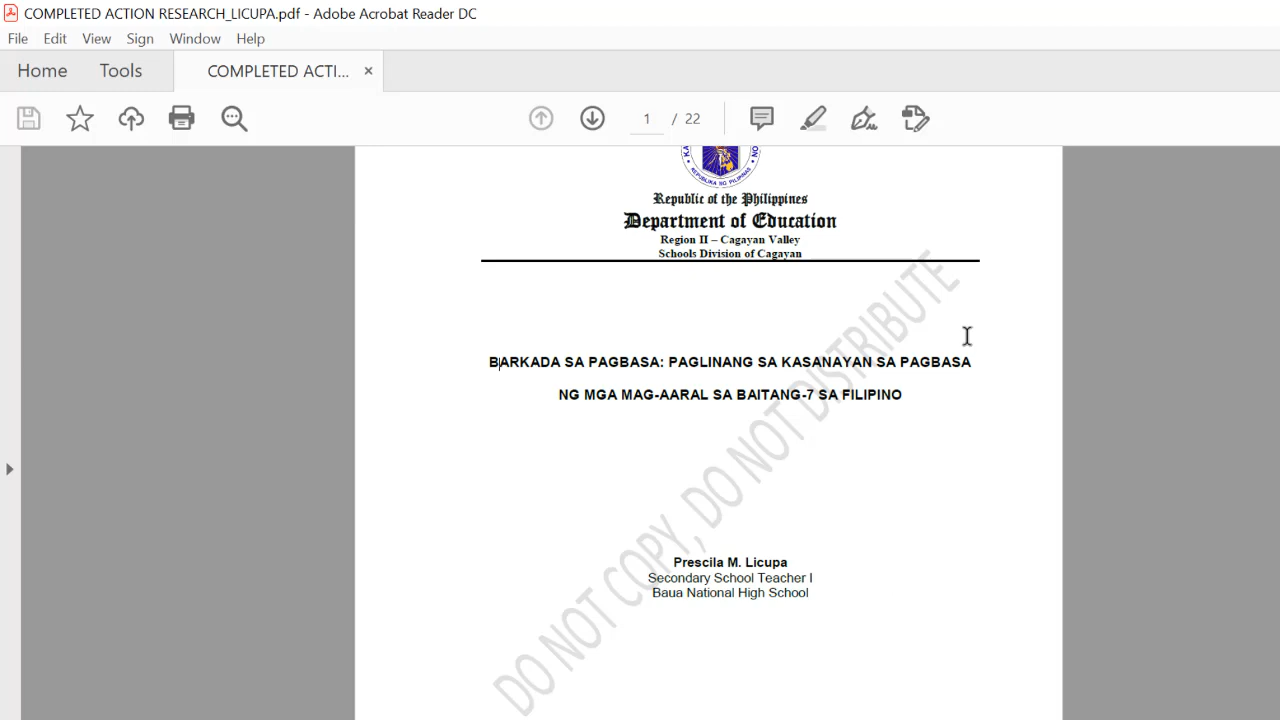 COMPLETED ACTION RESEARCH_LICUPA.pdf - Adobe Acrobat Reader DC
File Edit View Sign Window Help
Home Tools COMPLETED ACTI... ×
1 / 22
REPUBLIKA NG PILIPINAS
Republic of the Philippines
Department of Education
Region II – Cagayan Valley
Schools Division of Cagayan
BARKADA SA PAGBASA: PAGLINANG SA KASANAYAN SA PAGBASA
NG MGA MAG-AARAL SA BAITANG-7 SA FILIPINO
Prescila M. Licupa
Secondary School Teacher I
Baua National High School
DO NOT COPY, DO NOT DISTRIBUTE